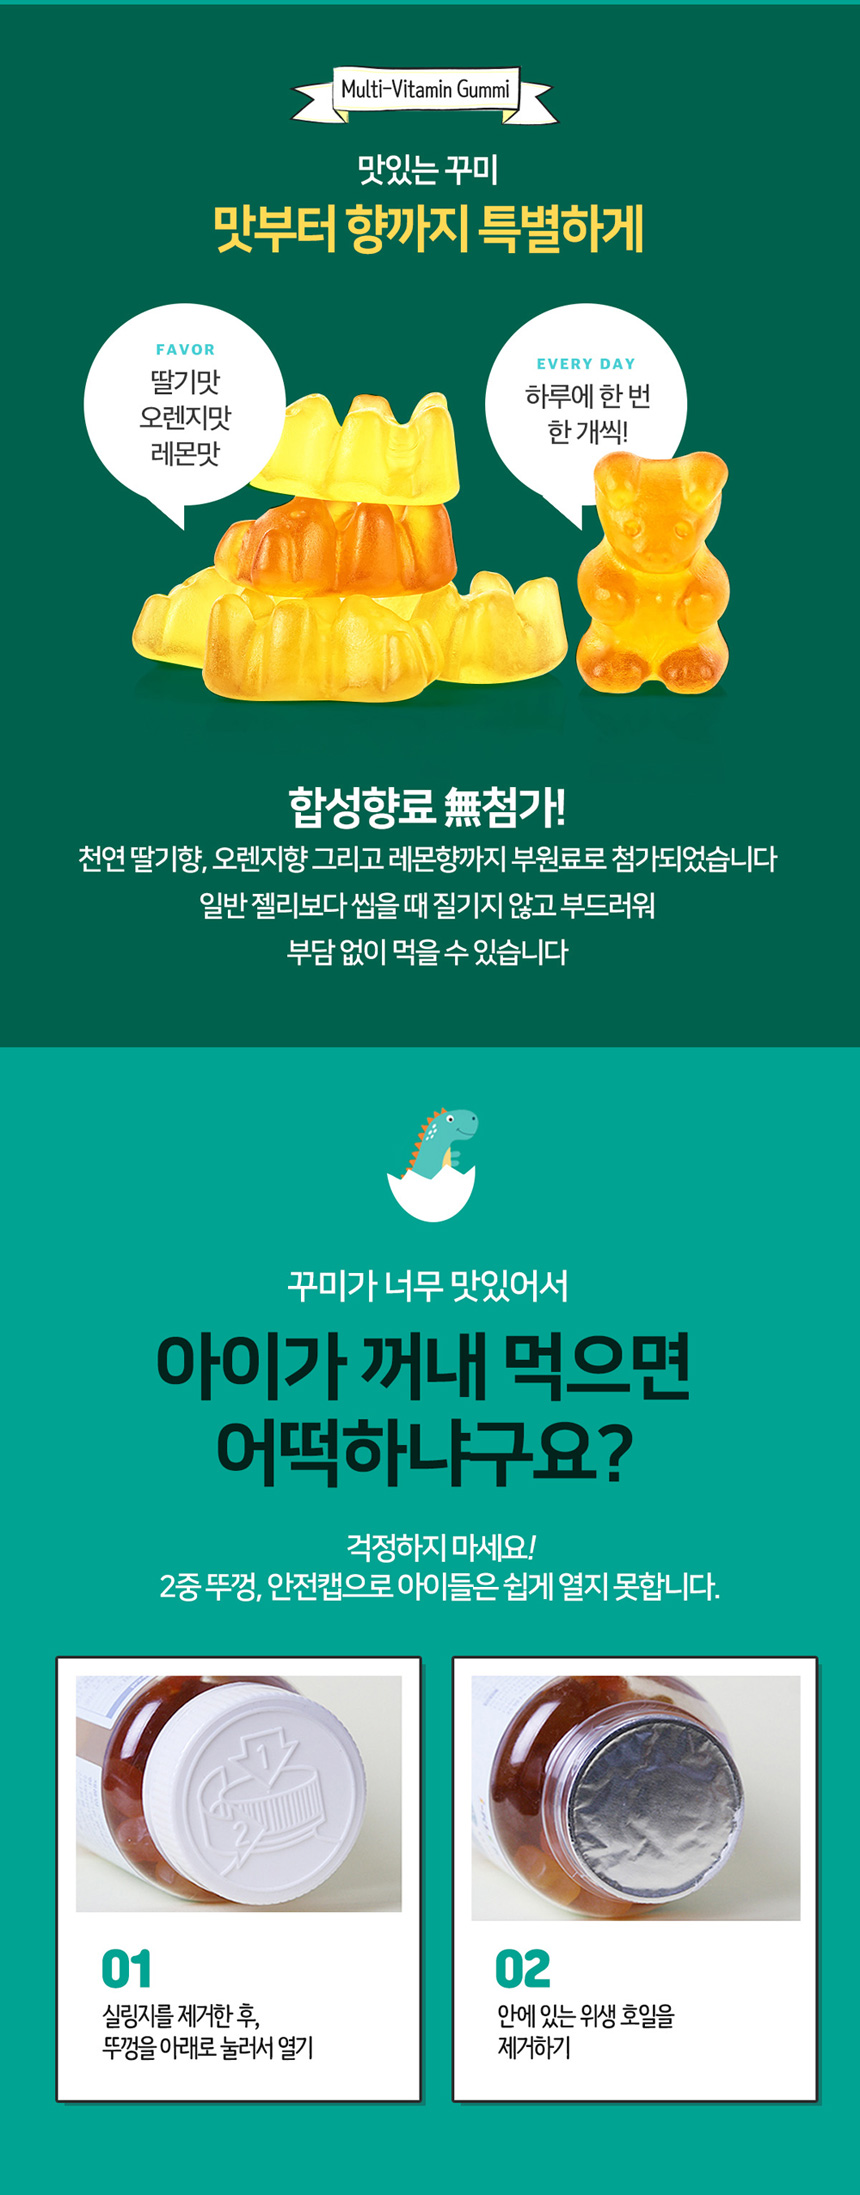 Multi-Vitamin Gummi
맛있는 꾸미
맛부터 향까지 특별하게
FAVOR
딸기맛
오렌지맛
레몬맛
EVERY DAY
하루에 한 번
한 개씩!
합성향료 無첨가!
천연 딸기향, 오렌지향 그리고 레몬향까지 부원료로 첨가되었습니다
일반 젤리보다 씹을 때 질기지 않고 부드러워
부담 없이 먹을 수 있습니다
꾸미가 너무 맛있어서
아이가 꺼내 먹으면
어떡하냐구요?
걱정하지 마세요!
2중 뚜껑, 안전캡으로 아이들은 쉽게 열지 못합니다.
1
2
01
실링지를 제거한 후,
뚜껑을 아래로 눌러서 열기
02
안에 있는 위생 호일을
제거하기